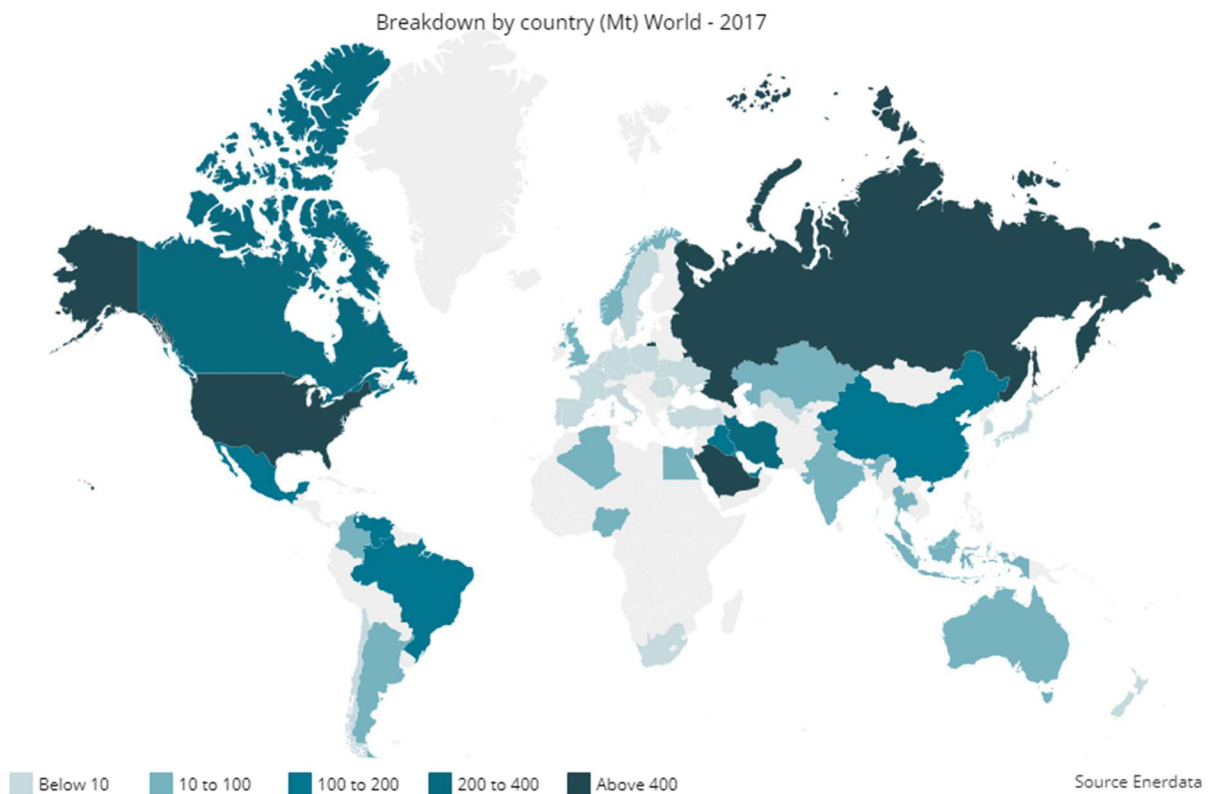 Breakdown by country (Mt) World - 2017
Below 10
10 to 100
100 to 200
200 to 400
Above 400
Source Enerdata